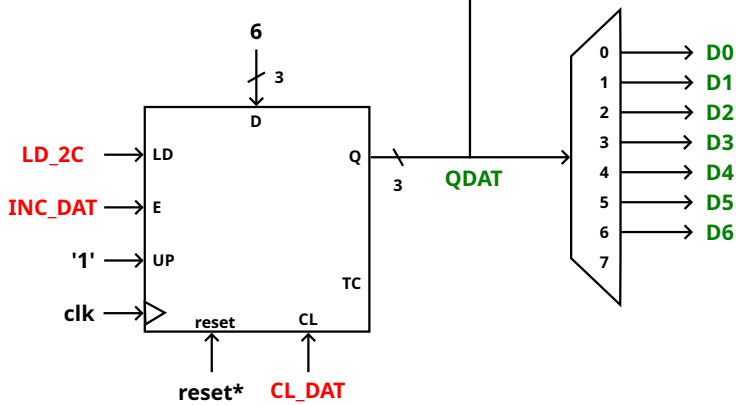 6
3
D
LD_2C
LD
Q
INC_DAT
E
3
QDAT
'1'
UP
TC
clk
reset
CL
reset*
CL_DAT
0
D0
1
D1
2
D2
3
D3
4
D4
5
D5
6
D6
7